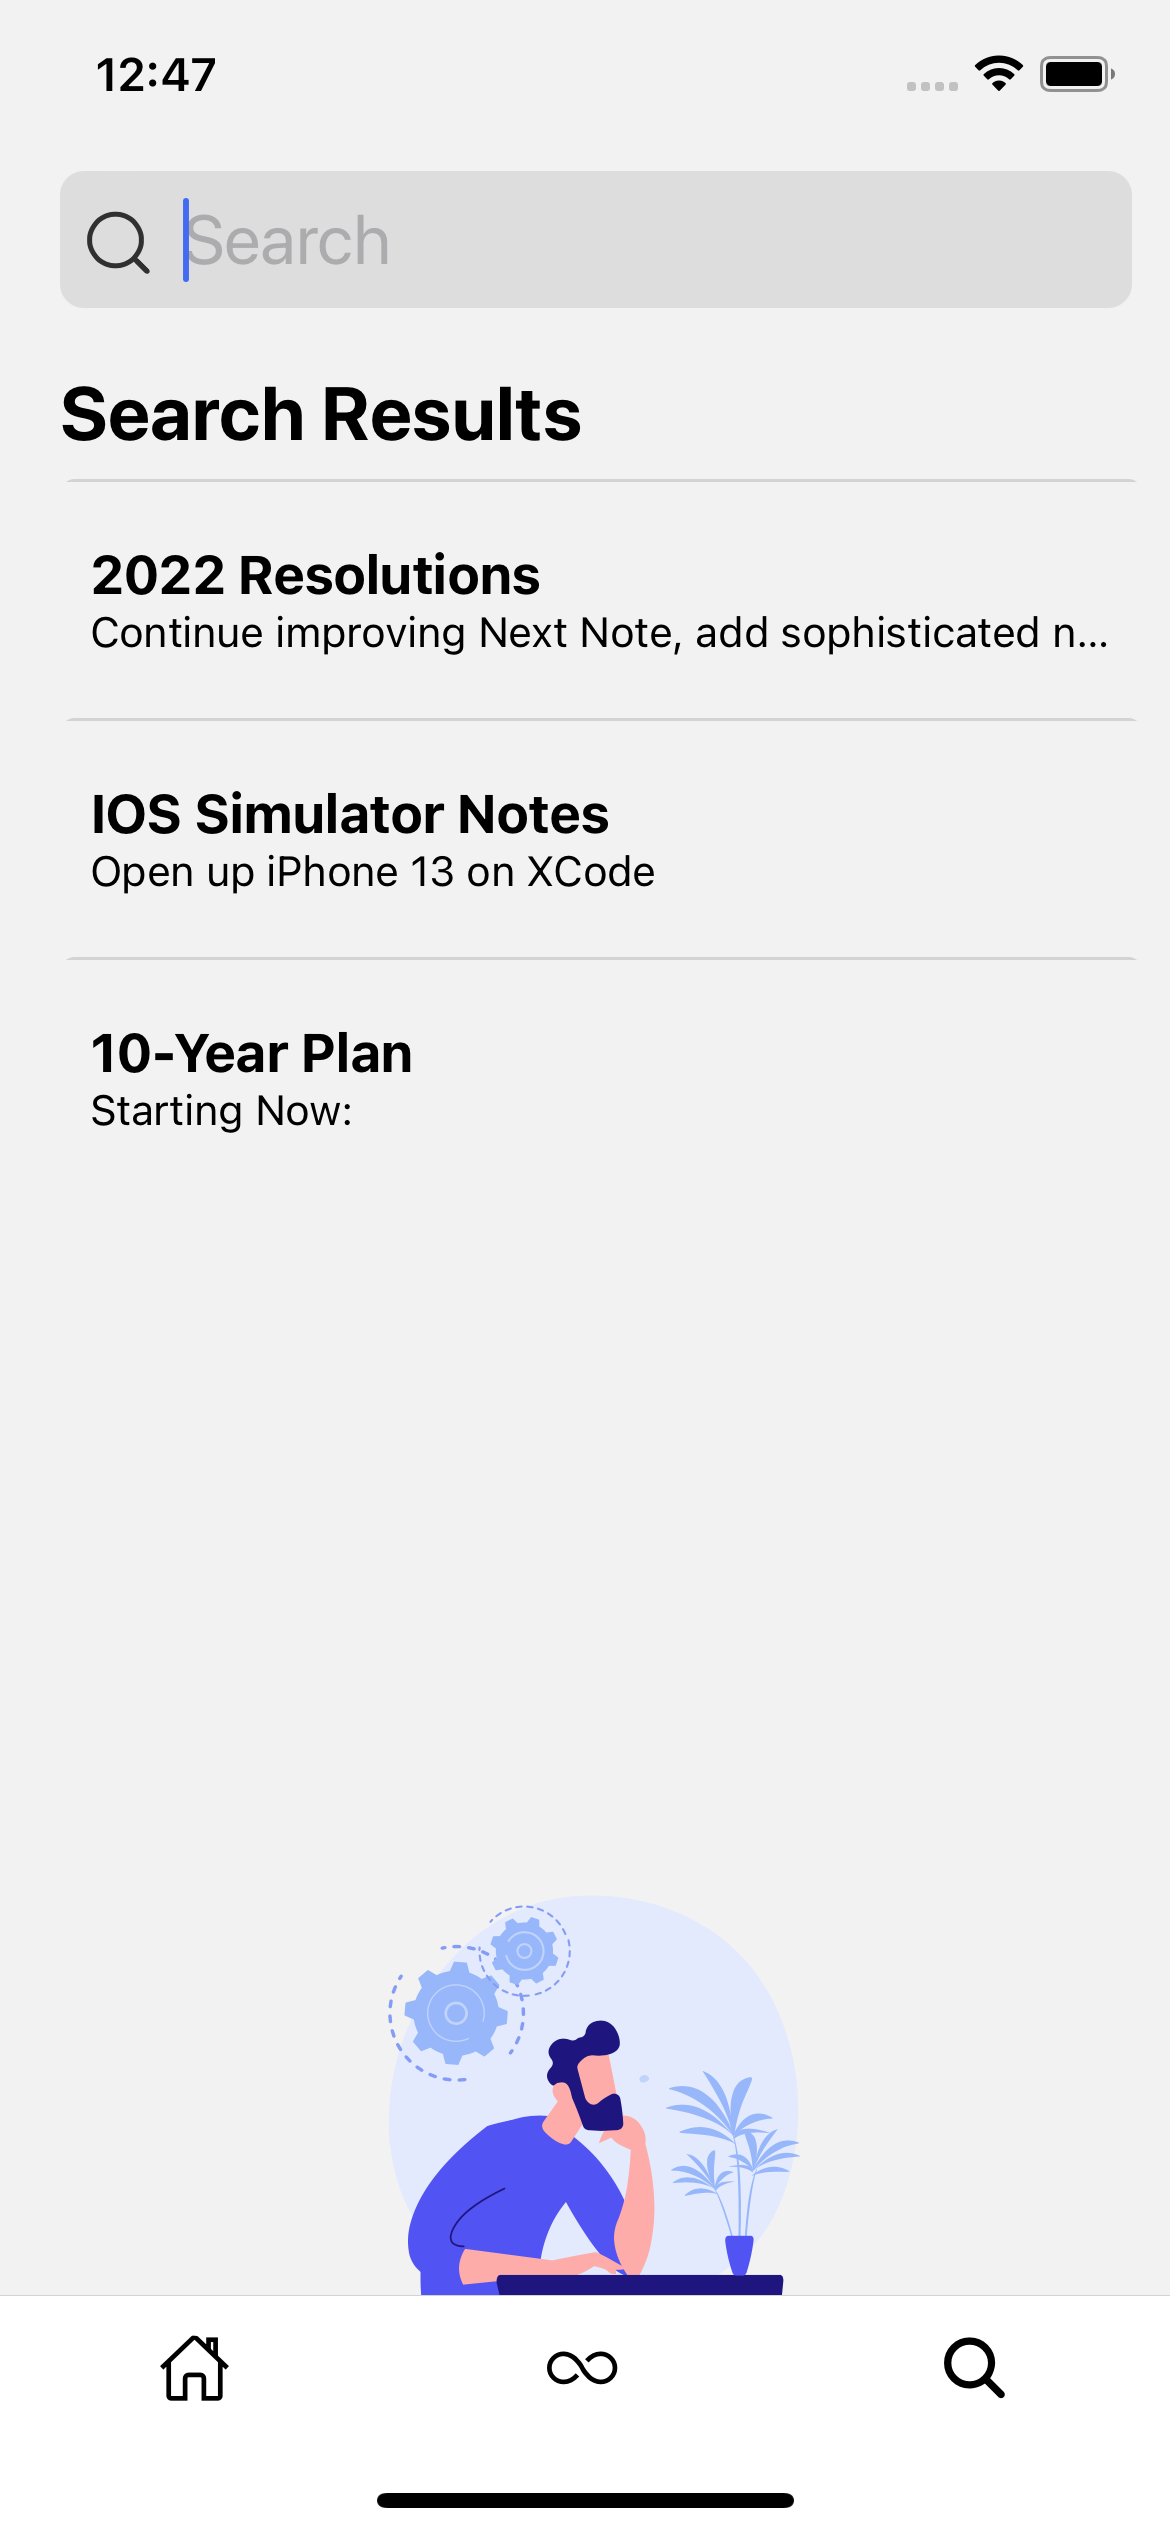 12:47
Search
Search Results
2022 Resolutions
Continue improving Next Note, add sophisticated n...
IOS Simulator Notes
Open up iPhone 13 on XCode
10-Year Plan
Starting Now: